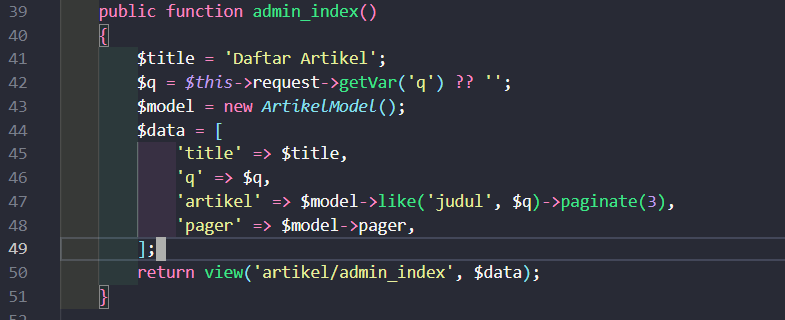 39 public function admin_index()
40 {
41 $title = 'Daftar Artikel';
42 $q = $this->request->getVar('q') ?? '';
43 $model = new ArtikelModel();
44 $data = [
45 'title' => $title,
46 'q' => $q,
47 'artikel' => $model->like('judul', $q)->paginate(3),
48 'pager' => $model->pager,
49 ];
50 return view('artikel/admin_index', $data);
51 }
52